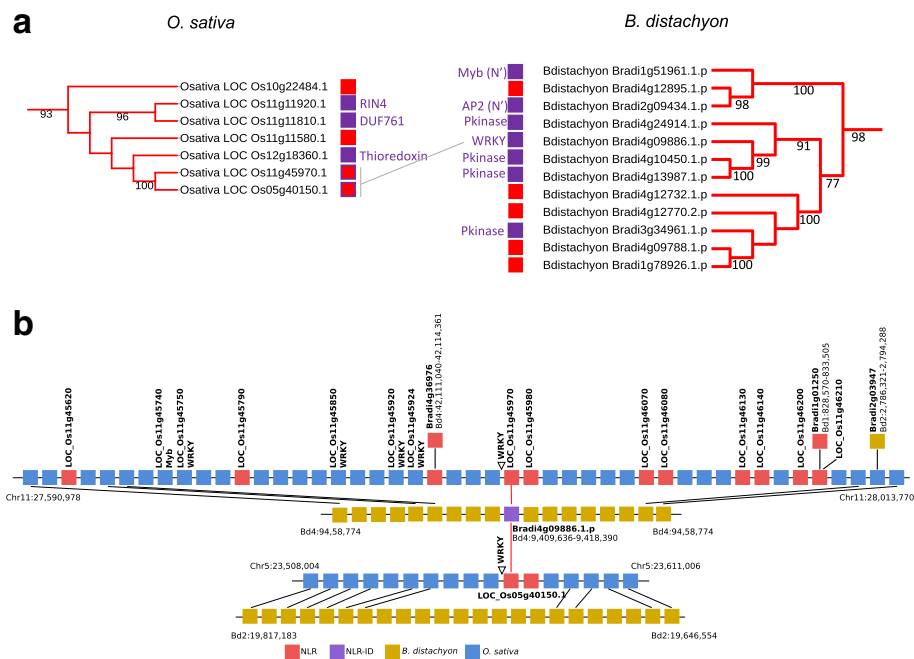 a
O. sativa
B. distachyon
Osativa LOC Os10g22484.1
Osativa LOC Os11g11920.1
RIN4
Osativa LOC Os11g11810.1
DUF761
Osativa LOC Os11g11580.1
Osativa LOC Os12g18360.1
Thioredoxin
Osativa LOC Os11g45970.1
Osativa LOC Os05g40150.1
93
96
100
Myb (N')
Bdistachyon Bradi1g51961.1.p
Bdistachyon Bradi4g12895.1.p
AP2 (N')
Bdistachyon Bradi2g09434.1.p
Pkinase
Bdistachyon Bradi4g24914.1.p
WRKY
Bdistachyon Bradi4g09886.1.p
Pkinase
Bdistachyon Bradi4g10450.1.p
Pkinase
Bdistachyon Bradi4g13987.1.p
Bdistachyon Bradi4g12732.1.p
Bdistachyon Bradi4g12770.2.p
Pkinase
Bdistachyon Bradi3g34961.1.p
Bdistachyon Bradi4g09788.1.p
Bdistachyon Bradi1g78926.1.p
100
98
98
91
99
100
77
100
100
b
LOC_Os11g45620
LOC_Os11g45740
Myb
LOC_Os11g45750
WRKY
LOC_Os11g45790
LOC_Os11g45850
WRKY
LOC_Os11g45920
WRKY
LOC_Os11g45924
WRKY
Bradi4g36976
Bd4:42,111,040-42,114,361
WRKY
LOC_Os11g45970
LOC_Os11g45980
LOC_Os11g46070
LOC_Os11g46080
LOC_Os11g46130
LOC_Os11g46140
LOC_Os11g46200
Bradi1g01250
Bd1:828,570-833,505
LOC_Os11g46210
Bradi2g03947
Bd2:2,786,321-2,794,288
Chr11:27,590,978
Chr11:28,013,770
Bd4:94,58,774
Bradi4g09886.1.p
Bd4:9,409,636-9,418,390
Bd4:94,58,774
WRKY
Chr5:23,508,004
Chr5:23,611,006
LOC_Os05g40150.1
Bd2:19,817,183
Bd2:19,646,554
NLR
NLR-ID
B. distachyon
O. sativa